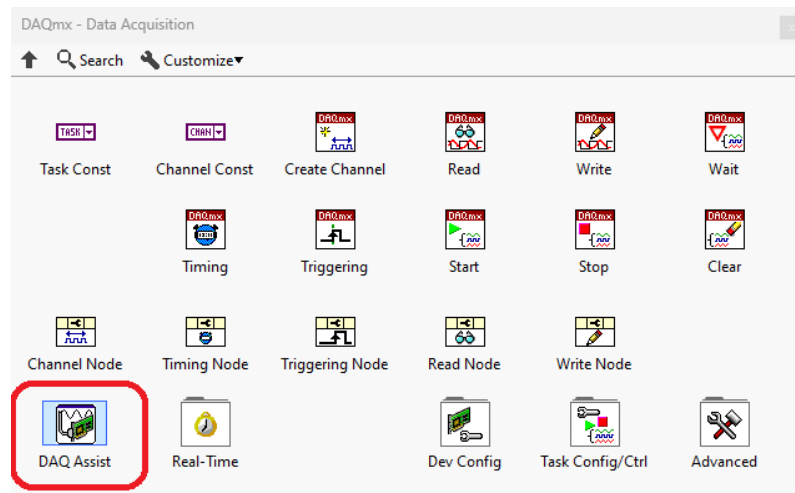 DAQmx - Data Acquisition
Search Customize
TASK CHAN DAQmx DAQmx DAQmx DAQmx
Task Const Channel Const Create Channel Read Write Wait
DAQmx DAQmx DAQmx DAQmx DAQmx
Timing Triggering Start Stop Clear
Channel Node Timing Node Triggering Node Read Node Write Node
DAQ Assist Real-Time Dev Config Task Config/Ctrl Advanced